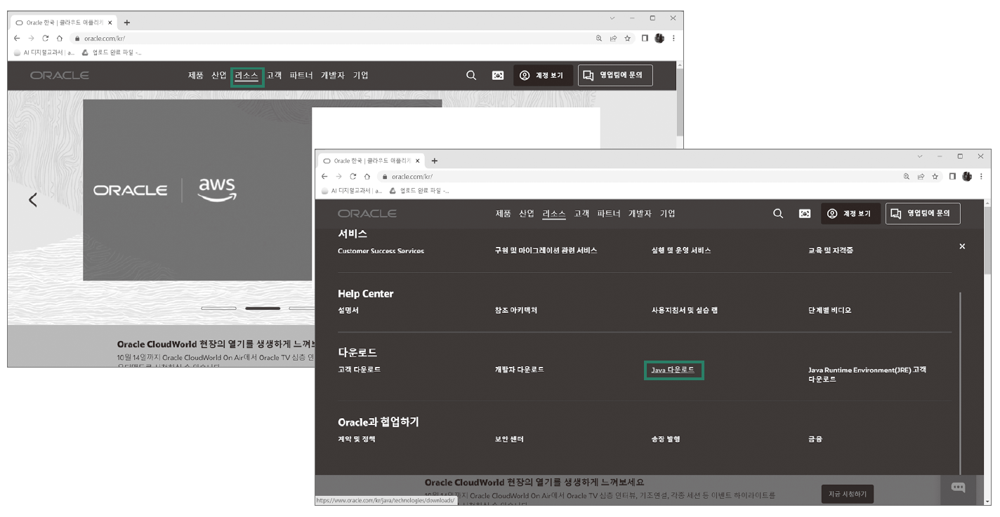 Oracle 한국 | 클라우드 애플리케
oracle.com/kr/
AI 디지털교과서 | a...
업로드 완료 파일 -...
ORACLE
제품 산업 리소스 고객 파트너 개발자 기업
계정 보기
영업팀에 문의
ORACLE | aws
Oracle CloudWorld 현장의 열기를 생생하게 느껴보
10월 14일까지 Oracle CloudWorld On Air에서 Oracle TV 심층 인
Oracle 한국 | 클라우드 애플리케
oracle.com/kr/
AI 디지털교과서 | a...
업로드 완료 파일 -...
ORACLE
제품 산업 리소스 고객 파트너 개발자 기업
계정 보기
영업팀에 문의
서비스
Customer Success Services
구현 및 마이그레이션 관련 서비스
실행 및 운영 서비스
교육 및 자격증
Help Center
설명서
참조 아키텍처
사용지침서 및 실습 랩
단계별 비디오
다운로드
고객 다운로드
개발자 다운로드
Java 다운로드
Java Runtime Environment(JRE) 고객
다운로드
Oracle과 협업하기
계약 및 정책
보안 센터
송장 발행
금융
Oracle CloudWorld 현장의 열기를 생생하게 느껴보세요
10월 14일까지 Oracle CloudWorld On Air에서 Oracle TV 심층 인터뷰, 기조연설, 각종 세션 등 이벤트 하이라이트를
지금 시청하기
https://www.oracle.com/kr/java/technologies/downloads/